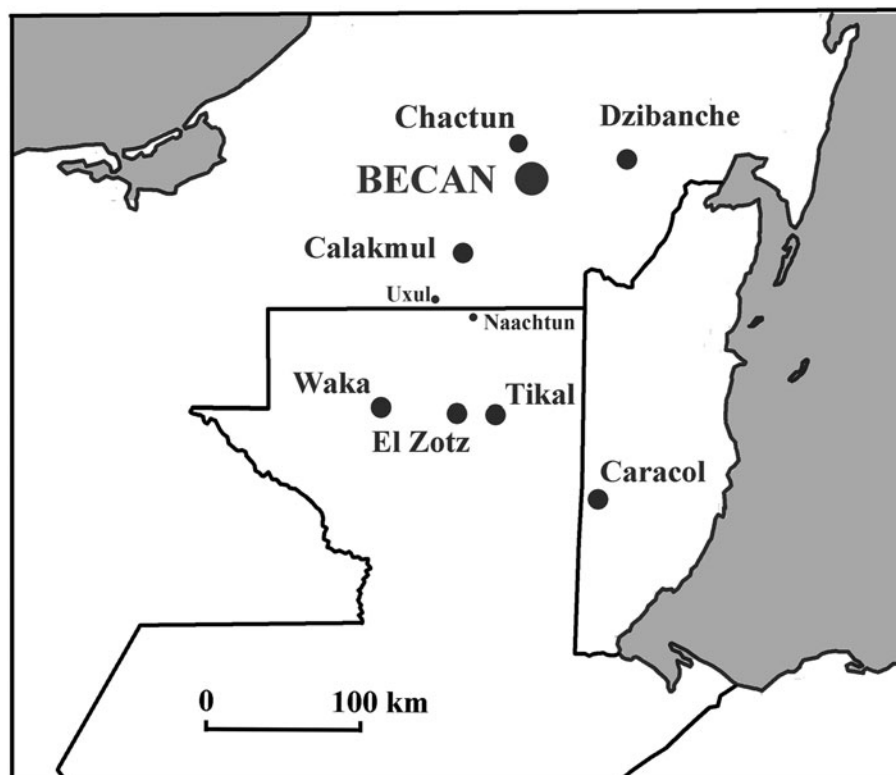 Chactun
Dzibanche
BECAN
Calakmul
Uxul
Naachtun
Waka
Tikal
El Zotz
Caracol
0 100 km